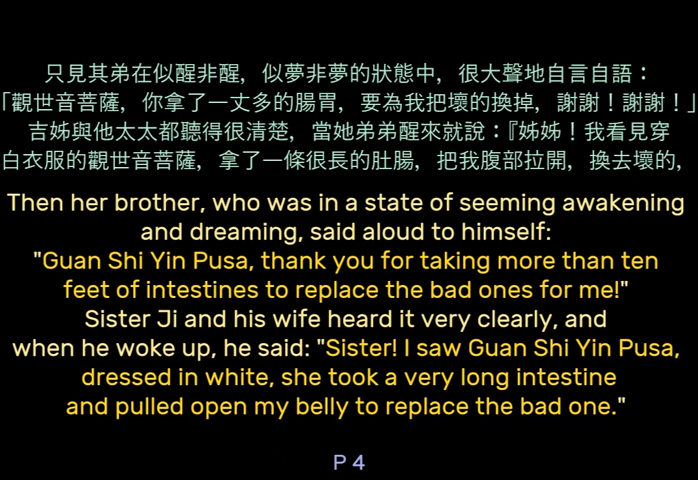 只見其弟在似醒非醒，似夢非夢的狀態中，很大聲地自言自語：
「觀世音菩薩，你拿了一丈多的腸胃，要為我把壞的換掉，謝謝！謝謝！」
吉姊與他太太都聽得很清楚，當她弟弟醒來就說：『姊姊！我看見穿
白衣服的觀世音菩薩，拿了一條很長的肚腸，把我腹部拉開，換去壞的，
Then her brother, who was in a state of seeming awakening
and dreaming, said aloud to himself:
"Guan Shi Yin Pusa, thank you for taking more than ten
feet of intestines to replace the bad ones for me!"
Sister Ji and his wife heard it very clearly, and
when he woke up, he said: "Sister! I saw Guan Shi Yin Pusa,
dressed in white, she took a very long intestine
and pulled open my belly to replace the bad one."
P 4